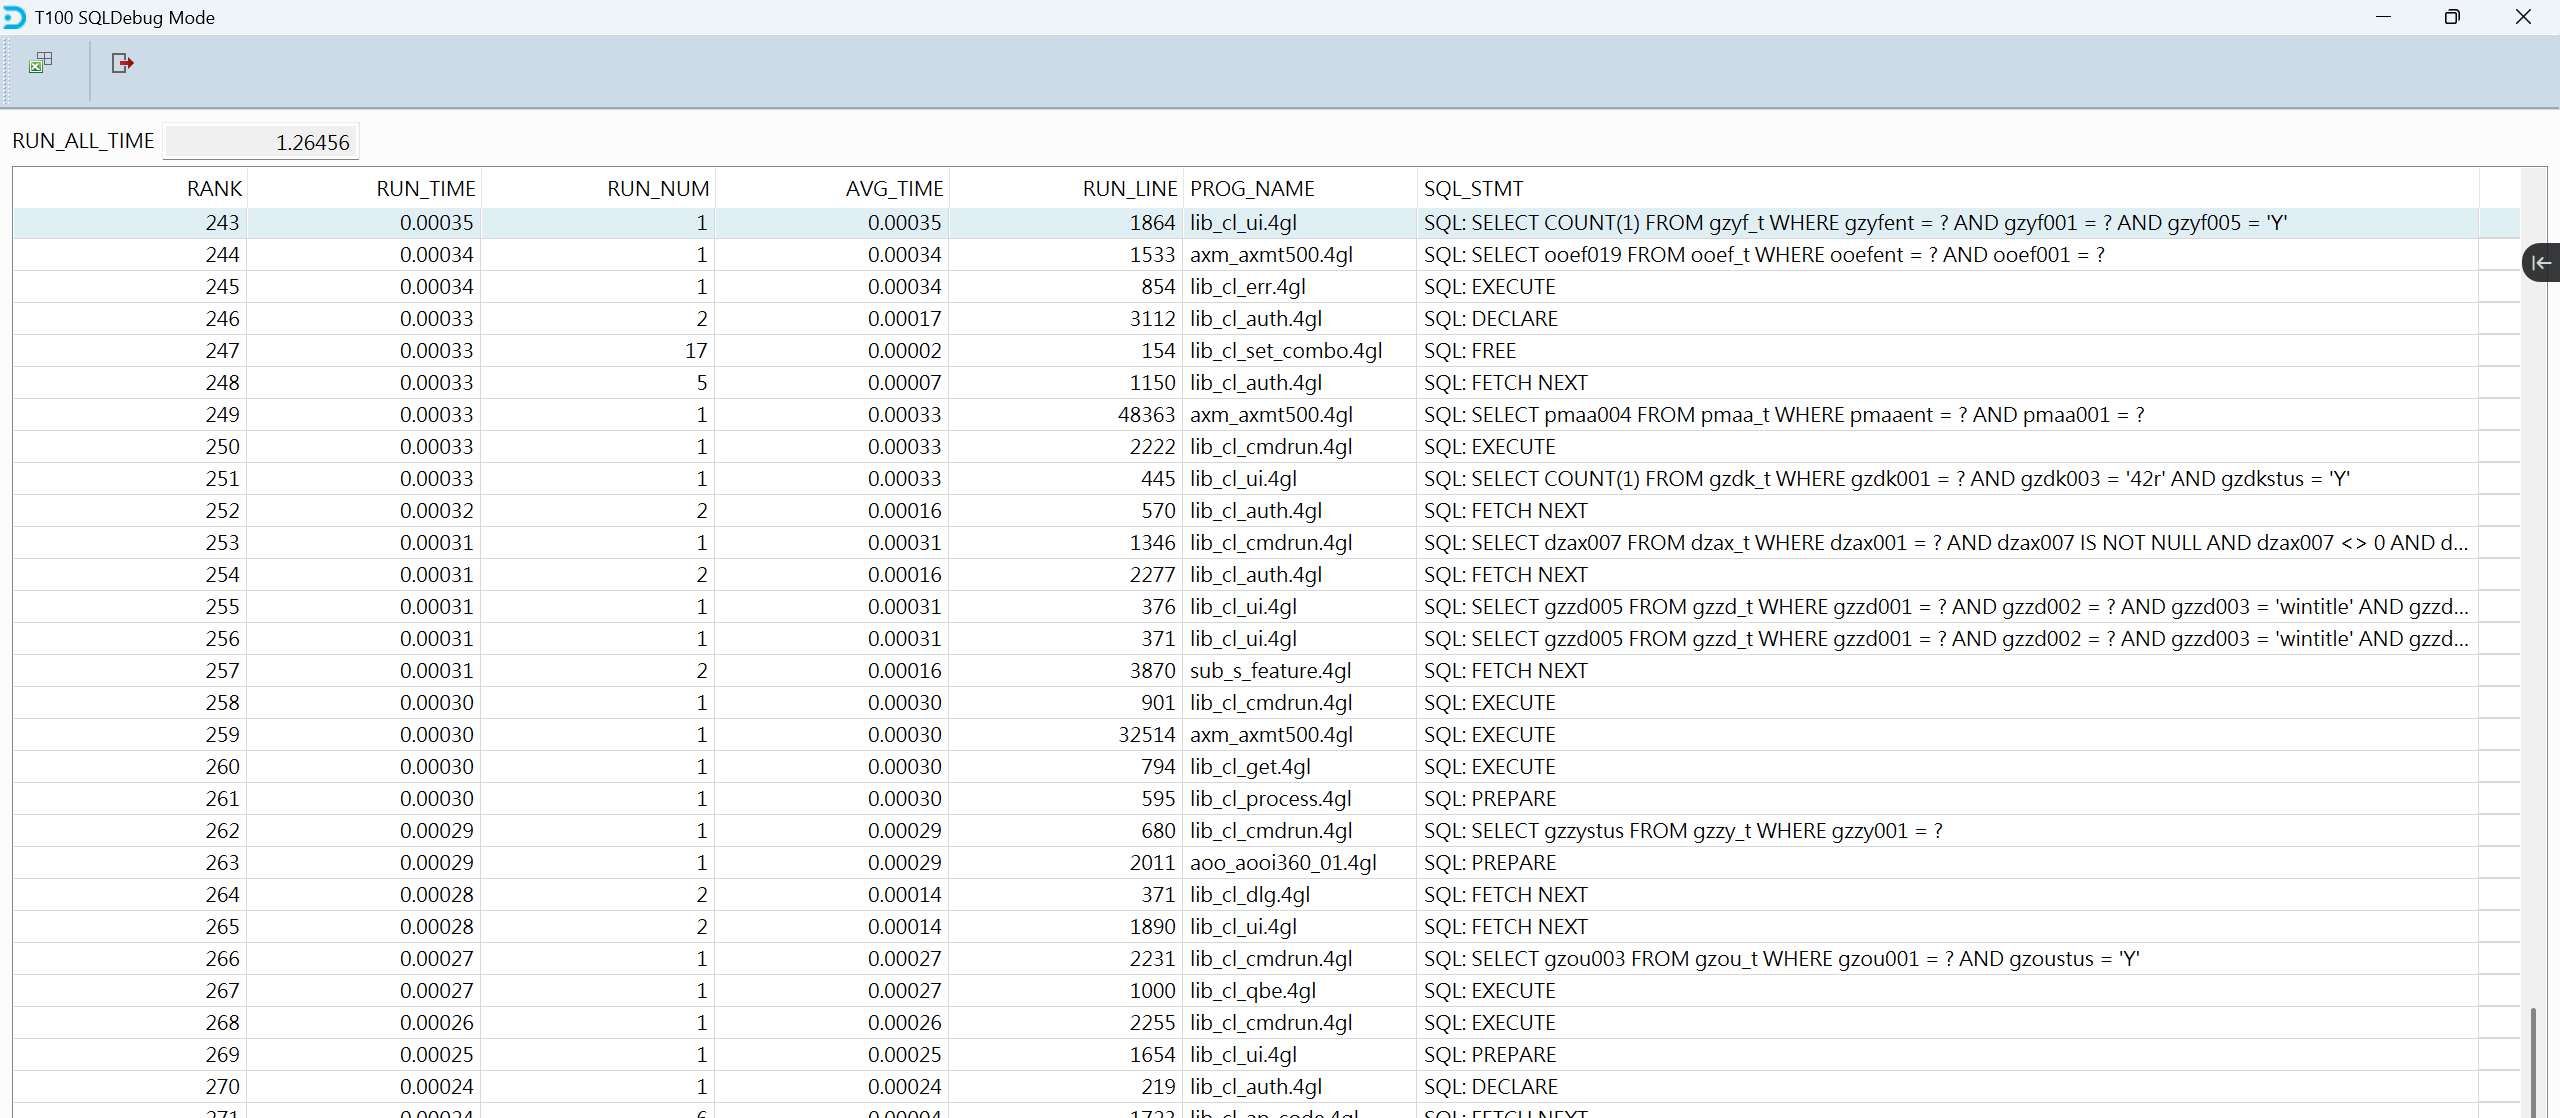 T100 SQLDebug Mode
RUN_ALL_TIME 1.26456
RANK RUN_TIME RUN_NUM AVG_TIME RUN_LINE PROG_NAME SQL_STMT
243 0.00035 1 0.00035 1864 lib_cl_ui.4gl SQL: SELECT COUNT(1) FROM gzyf_t WHERE gzyfent = ? AND gzyf001 = ? AND gzyf005 = 'Y'
244 0.00034 1 0.00034 1533 axm_axmt500.4gl SQL: SELECT ooef019 FROM ooef_t WHERE ooefent = ? AND ooef001 = ?
245 0.00034 1 0.00034 854 lib_cl_err.4gl SQL: EXECUTE
246 0.00033 2 0.00017 3112 lib_cl_auth.4gl SQL: DECLARE
247 0.00033 17 0.00002 154 lib_cl_set_combo.4gl SQL: FREE
248 0.00033 5 0.00007 1150 lib_cl_auth.4gl SQL: FETCH NEXT
249 0.00033 1 0.00033 48363 axm_axmt500.4gl SQL: SELECT pmaa004 FROM pmaa_t WHERE pmaaent = ? AND pmaa001 = ?
250 0.00033 1 0.00033 2222 lib_cl_cmdrun.4gl SQL: EXECUTE
251 0.00033 1 0.00033 445 lib_cl_ui.4gl SQL: SELECT COUNT(1) FROM gzdk_t WHERE gzdk001 = ? AND gzdk003 = '42r' AND gzdkstus = 'Y'
252 0.00032 2 0.00016 570 lib_cl_auth.4gl SQL: FETCH NEXT
253 0.00031 1 0.00031 1346 lib_cl_cmdrun.4gl SQL: SELECT dzax007 FROM dzax_t WHERE dzax001 = ? AND dzax007 IS NOT NULL AND dzax007 <> 0 AND d...
254 0.00031 2 0.00016 2277 lib_cl_auth.4gl SQL: FETCH NEXT
255 0.00031 1 0.00031 376 lib_cl_ui.4gl SQL: SELECT gzzd005 FROM gzzd_t WHERE gzzd001 = ? AND gzzd002 = ? AND gzzd003 = 'wintitle' AND gzzd...
256 0.00031 1 0.00031 371 lib_cl_ui.4gl SQL: SELECT gzzd005 FROM gzzd_t WHERE gzzd001 = ? AND gzzd002 = ? AND gzzd003 = 'wintitle' AND gzzd...
257 0.00031 2 0.00016 3870 sub_s_feature.4gl SQL: FETCH NEXT
258 0.00030 1 0.00030 901 lib_cl_cmdrun.4gl SQL: EXECUTE
259 0.00030 1 0.00030 32514 axm_axmt500.4gl SQL: EXECUTE
260 0.00030 1 0.00030 794 lib_cl_get.4gl SQL: EXECUTE
261 0.00030 1 0.00030 595 lib_cl_process.4gl SQL: PREPARE
262 0.00029 1 0.00029 680 lib_cl_cmdrun.4gl SQL: SELECT gzzystus FROM gzzy_t WHERE gzzy001 = ?
263 0.00029 1 0.00029 2011 aoo_aooi360_01.4gl SQL: PREPARE
264 0.00028 2 0.00014 371 lib_cl_dlg.4gl SQL: FETCH NEXT
265 0.00028 2 0.00014 1890 lib_cl_ui.4gl SQL: FETCH NEXT
266 0.00027 1 0.00027 2231 lib_cl_cmdrun.4gl SQL: SELECT gzou003 FROM gzou_t WHERE gzou001 = ? AND gzoustus = 'Y'
267 0.00027 1 0.00027 1000 lib_cl_qbe.4gl SQL: EXECUTE
268 0.00026 1 0.00026 2255 lib_cl_cmdrun.4gl SQL: EXECUTE
269 0.00025 1 0.00025 1654 lib_cl_ui.4gl SQL: PREPARE
270 0.00024 1 0.00024 219 lib_cl_auth.4gl SQL: DECLARE
271 0.00024 6 0.00004 1723 lib_cl_ap_code.4gl SQL: FETCH NEXT